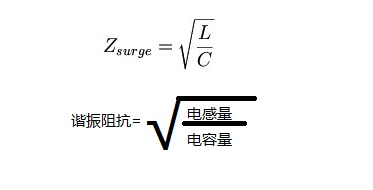 Z_surge = √(L/C)
谐振阻抗= √(电感量/电容量)